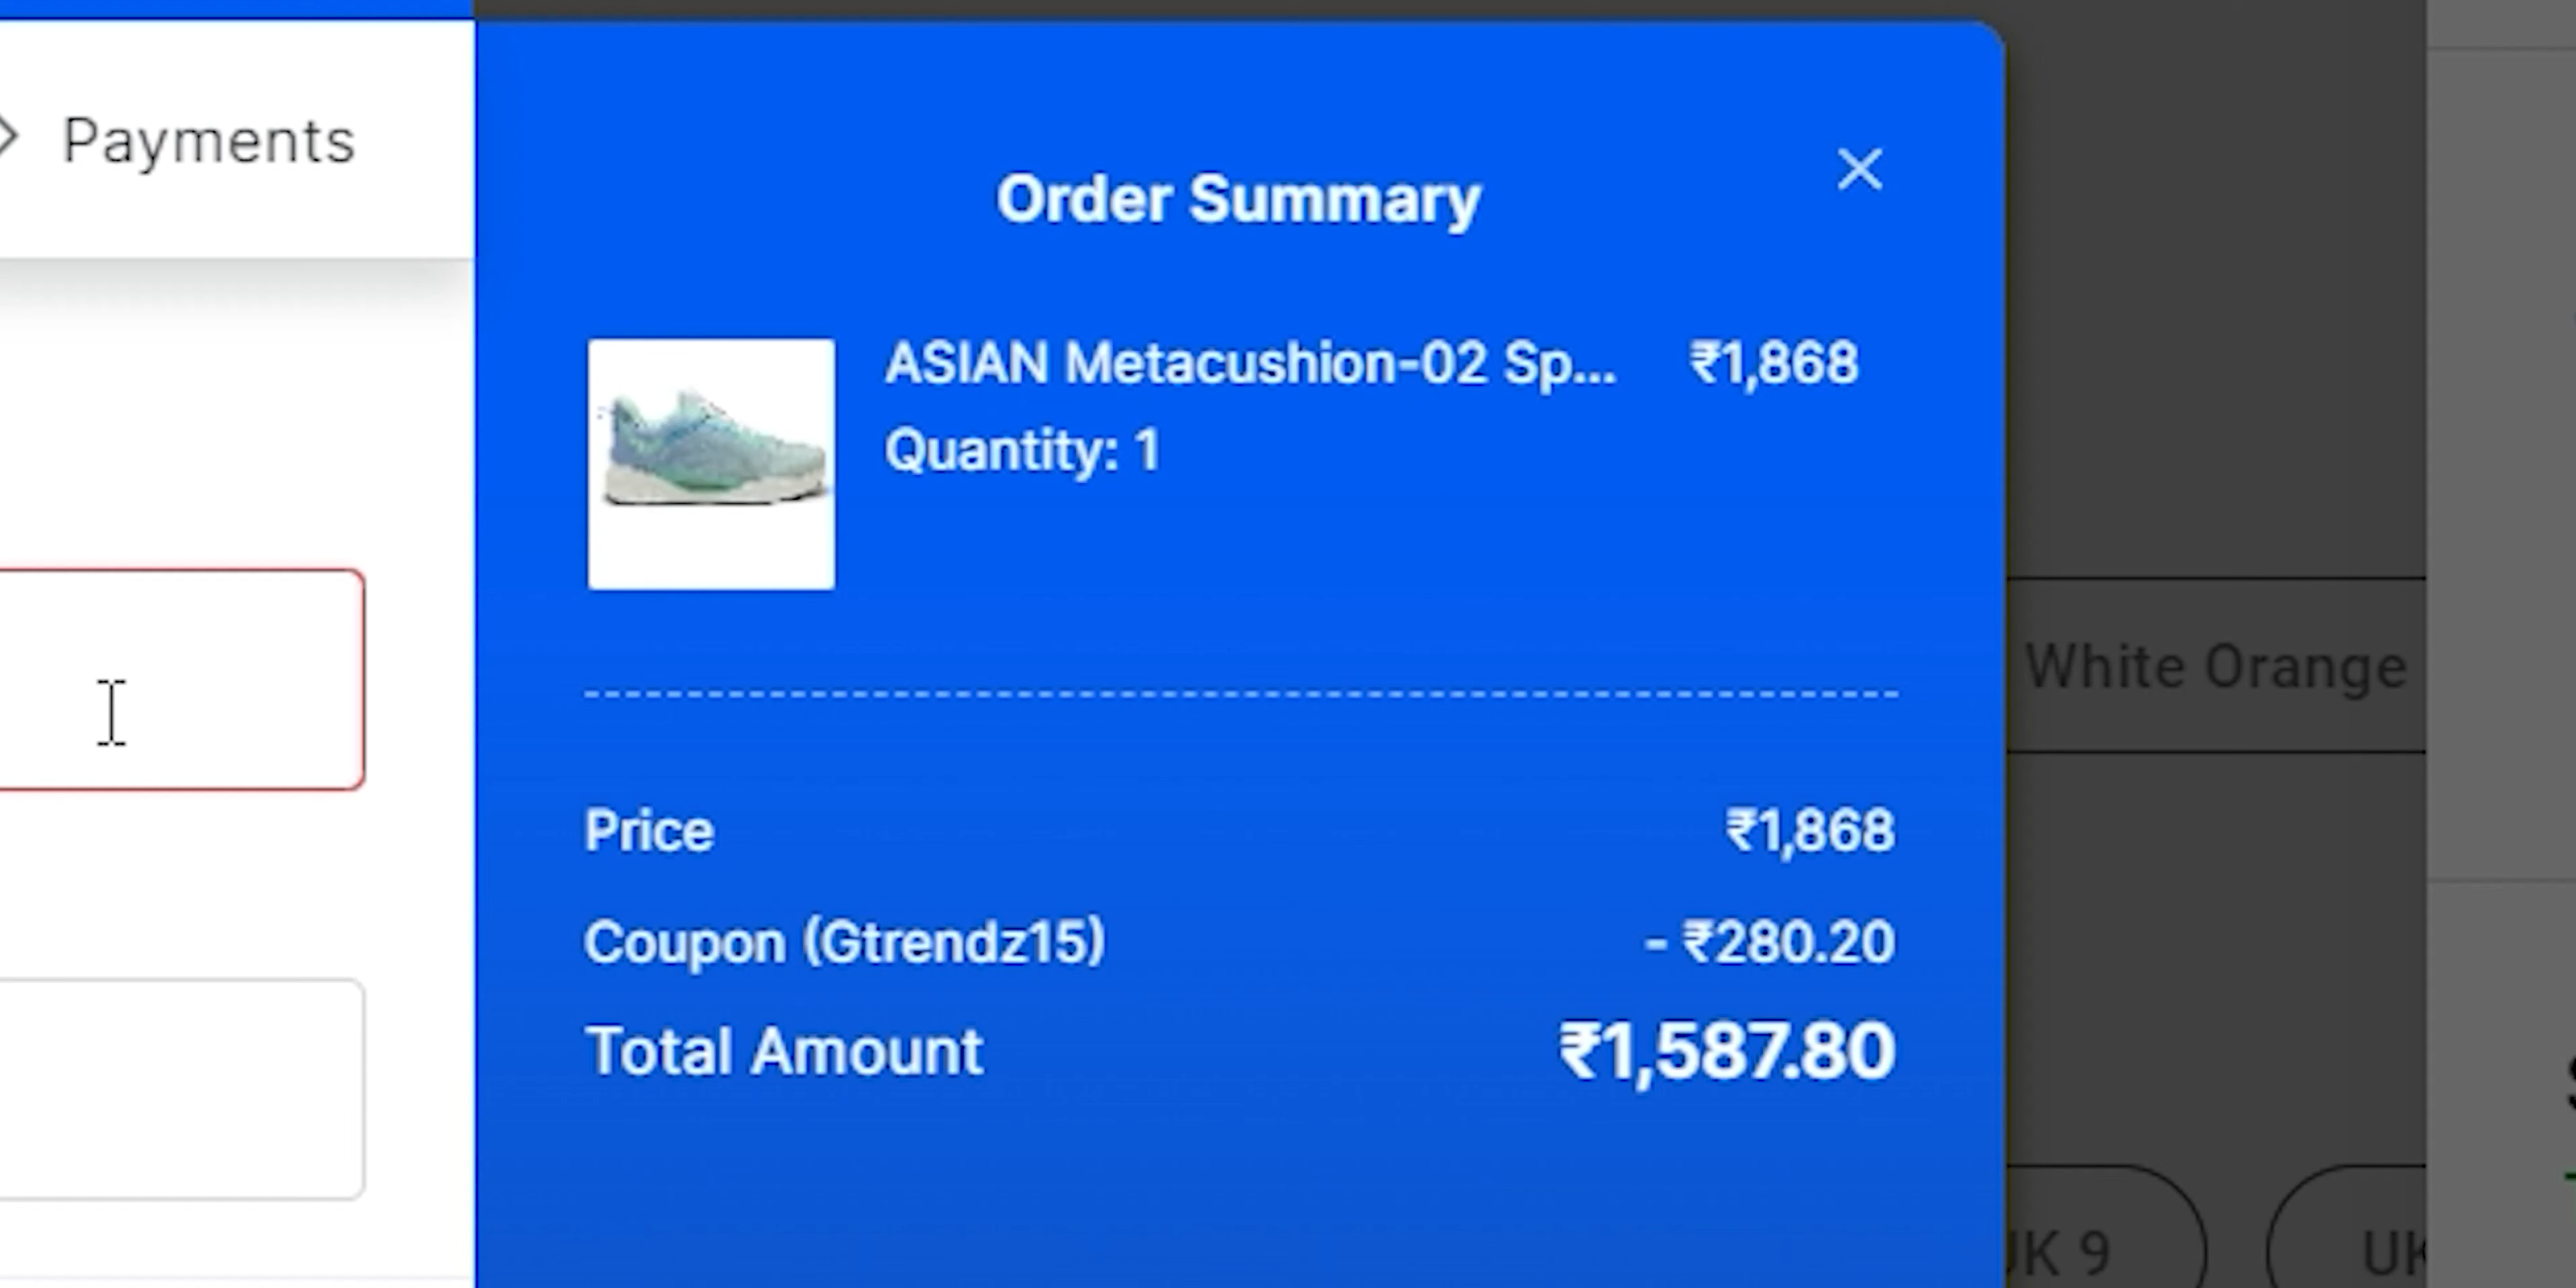 Payments
Order Summary
ASIAN Metacushion-02 Sp... ₹1,868
Quantity: 1
White Orange
Price ₹1,868
Coupon (Gtrendz15) - ₹280.20
Total Amount ₹1,587.80
UK 9
UK